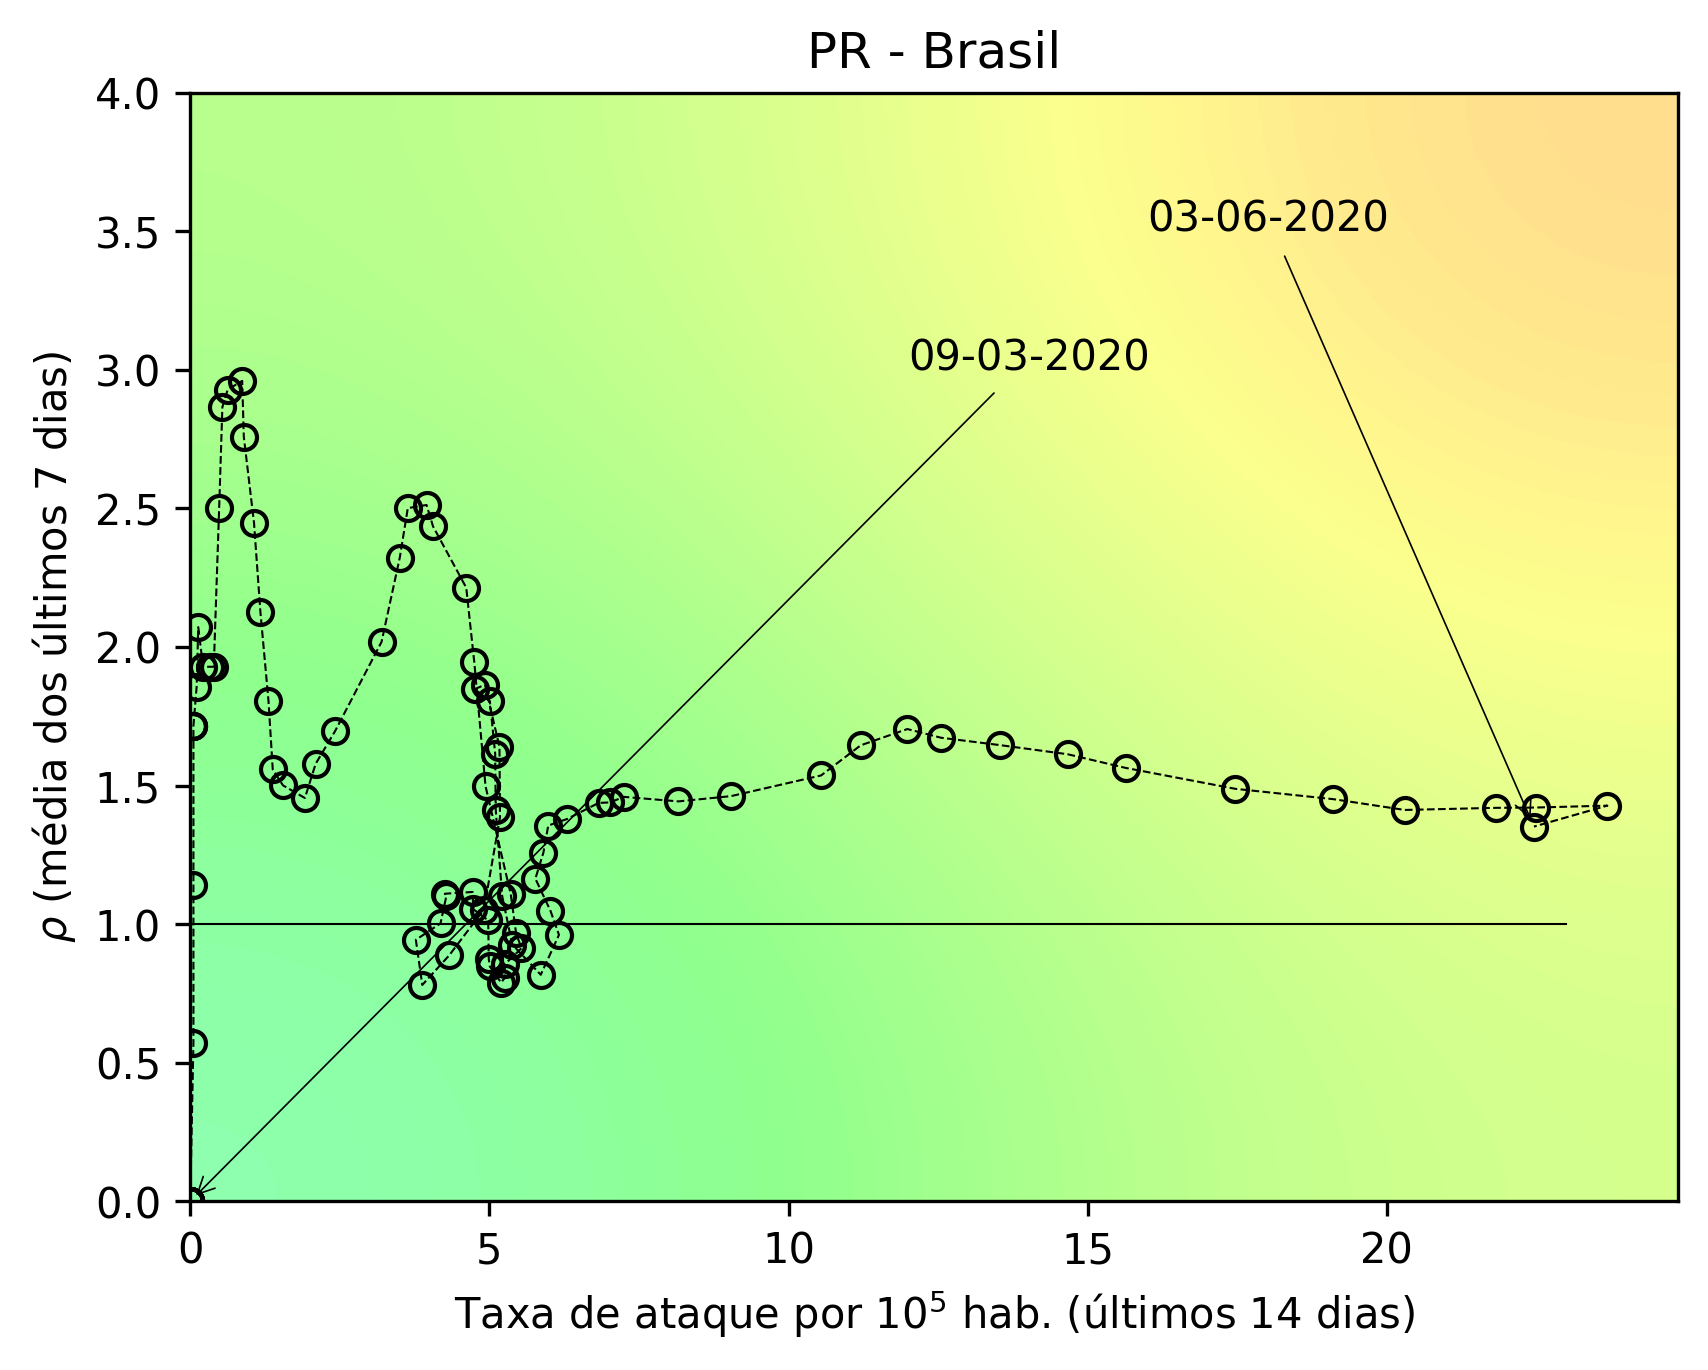 PR - Brasil
4.0
3.5
3.0
2.5
2.0
1.5
1.0
0.5
0.0
ρ (média dos últimos 7 dias)
03-06-2020
09-03-2020
0 5 10 15 20
Taxa de ataque por 10⁵ hab. (últimos 14 dias)